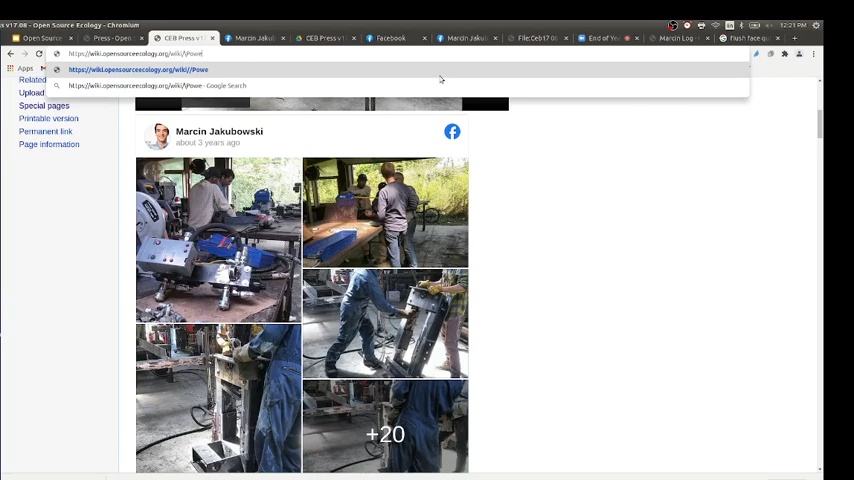 v17.08 - Open Source Ecology - Chromium
12:21 PM
Open Source
Press - Open
CEB Press v1
Marcin Jakub
CEB Press v1
Facebook
Marcin Jakub
File:Ceb17 08
End of Ye
Marcin Log
flush face qu
https://wiki.opensourceecology.org/wiki/\Powe
https://wiki.opensourceecology.org/wiki//Powe
https://wiki.opensourceecology.org/wiki/\Powe - Google Search
Apps
Related
Upload
Special pages
Printable version
Permanent link
Page information
Marcin Jakubowski
about 3 years ago
+20